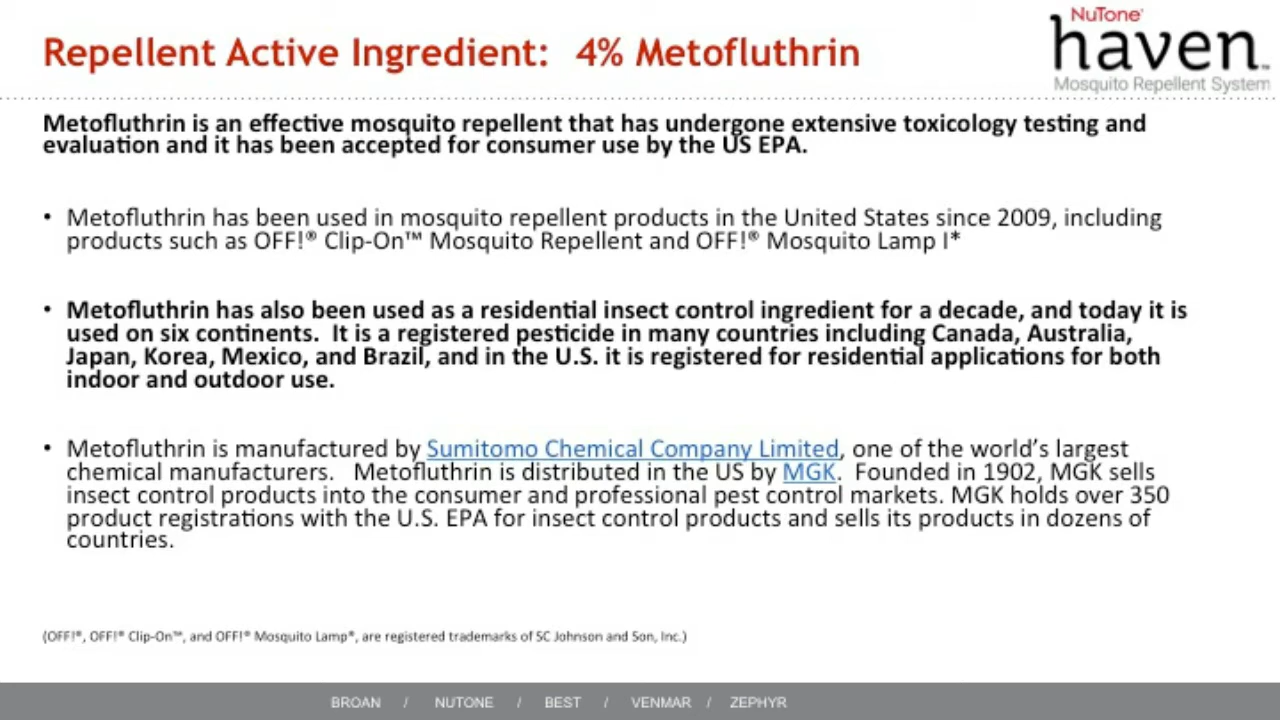 Repellent Active Ingredient: 4% Metofluthrin
NuTone®
haven™
Mosquito Repellent System
Metofluthrin is an effective mosquito repellent that has undergone extensive toxicology testing and
evaluation and it has been accepted for consumer use by the US EPA.
• Metofluthrin has been used in mosquito repellent products in the United States since 2009, including
products such as OFF!® Clip-On™ Mosquito Repellent and OFF!® Mosquito Lamp I*
• Metofluthrin has also been used as a residential insect control ingredient for a decade, and today it is
used on six continents. It is a registered pesticide in many countries including Canada, Australia,
Japan, Korea, Mexico, and Brazil, and in the U.S. it is registered for residential applications for both
indoor and outdoor use.
• Metofluthrin is manufactured by Sumitomo Chemical Company Limited, one of the world’s largest
chemical manufacturers. Metofluthrin is distributed in the US by MGK. Founded in 1902, MGK sells
insect control products into the consumer and professional pest control markets. MGK holds over 350
product registrations with the U.S. EPA for insect control products and sells its products in dozens of
countries.
(OFF!®, OFF!® Clip-On™, and OFF!® Mosquito Lamp®, are registered trademarks of SC Johnson and Son, Inc.)
BROAN / NUTONE / BEST / VENMAR / ZEPHYR